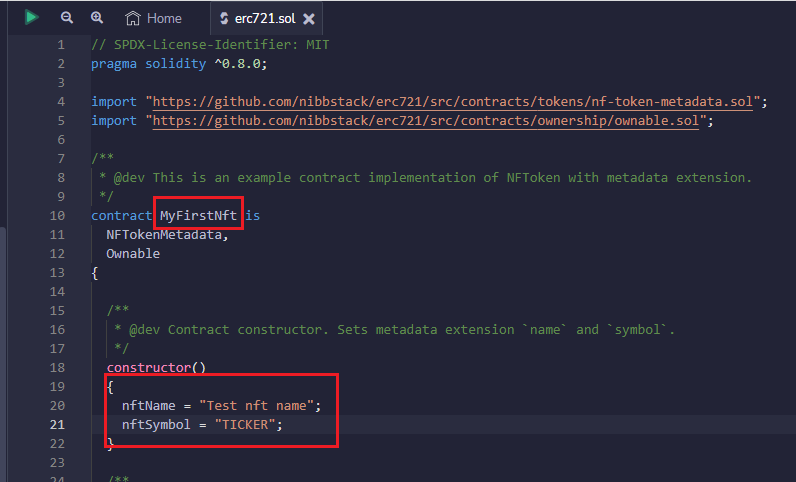 Home
erc721.sol
1 // SPDX-License-Identifier: MIT
2 pragma solidity ^0.8.0;
3
4 import "https://github.com/nibbstack/erc721/src/contracts/tokens/nf-token-metadata.sol";
5 import "https://github.com/nibbstack/erc721/src/contracts/ownership/ownable.sol";
6
7 /**
8 * @dev This is an example contract implementation of NFToken with metadata extension.
9 */
10 contract MyFirstNft is
11 NFTokenMetadata,
12 Ownable
13 {
14
15 /**
16 * @dev Contract constructor. Sets metadata extension `name` and `symbol`.
17 */
18 constructor()
19 {
20 nftName = "Test nft name";
21 nftSymbol = "TICKER";
22 }
23
24 /**